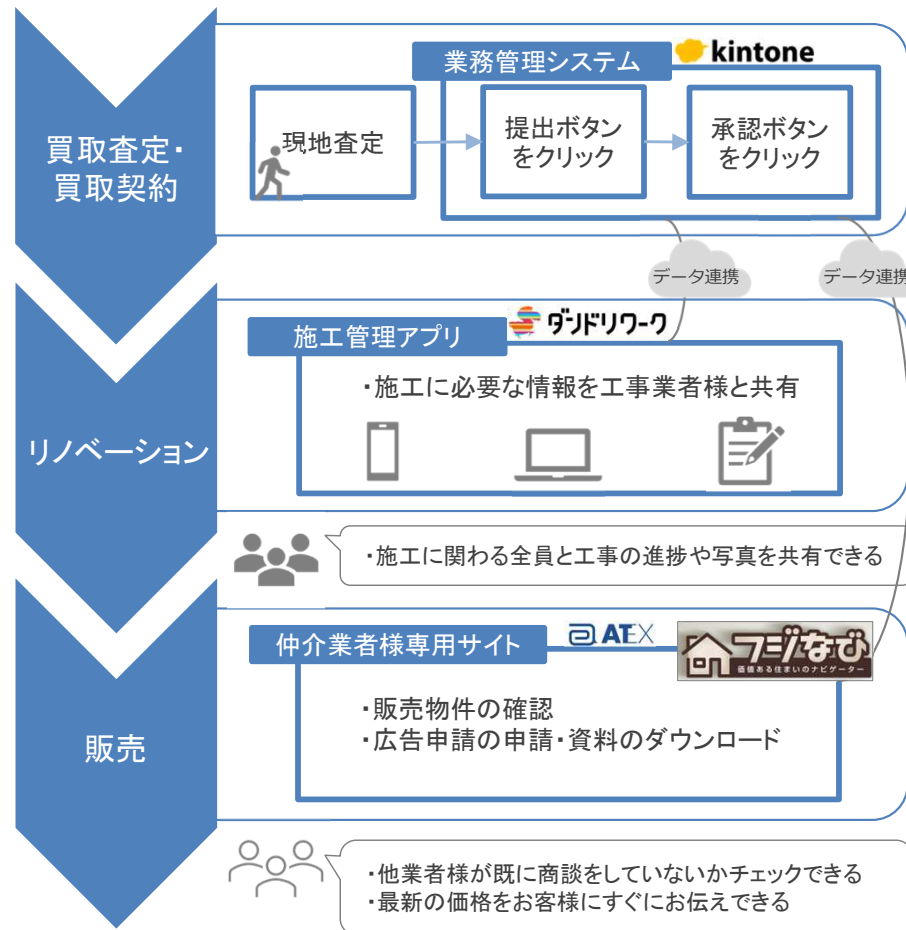 買取査定・
買取契約
業務管理システム
kintone
現地査定
提出ボタン
をクリック
承認ボタン
をクリック
データ連携
データ連携
リノベーション
施工管理アプリ
ダンドリワーク
・施工に必要な情報を工事業者様と共有
・施工に関わる全員と工事の進捗や写真を共有できる
販売
仲介業者様専用サイト
ATEX
フジなび
価値ある住まいのナビゲーター
・販売物件の確認
・広告申請の申請・資料のダウンロード
・他業者様が既に商談をしていないかチェックできる
・最新の価格をお客様にすぐにお伝えできる